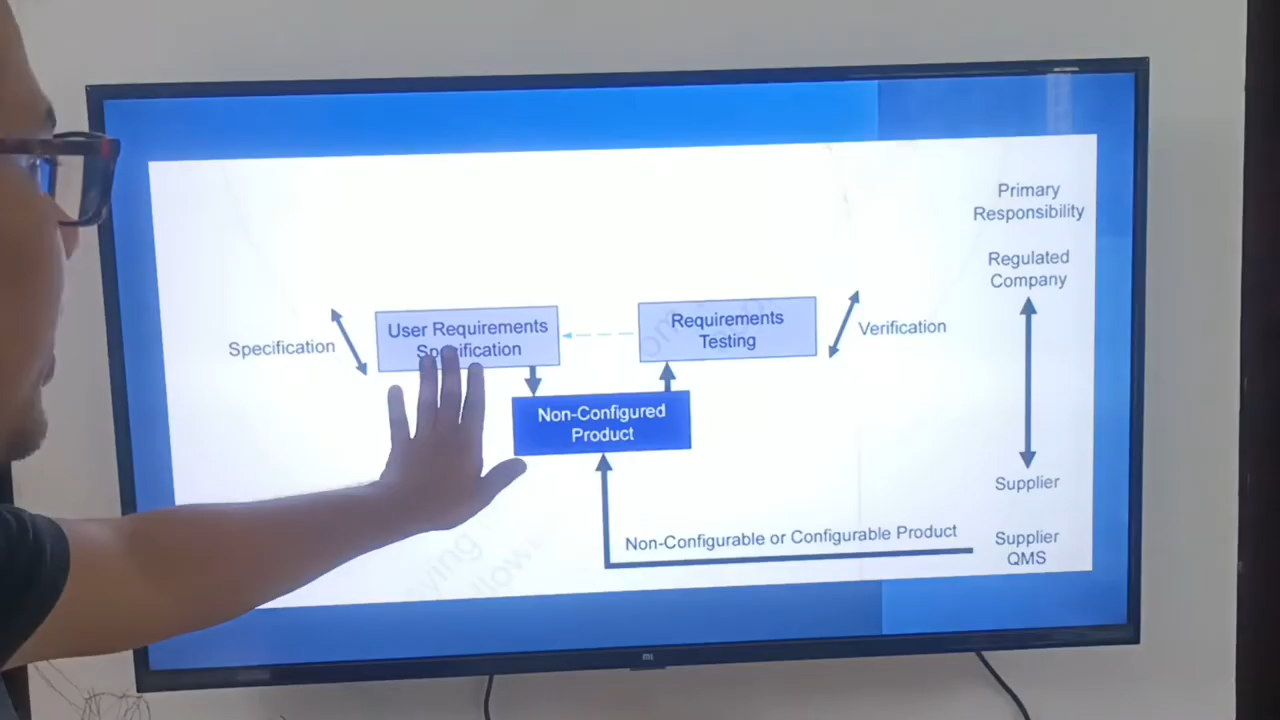 Primary
Responsibility
Regulated
Company
User Requirements
Specification
Requirements
Testing
Specification
Verification
Non-Configured
Product
Supplier
Non-Configurable or Configurable Product
Supplier
QMS
mi